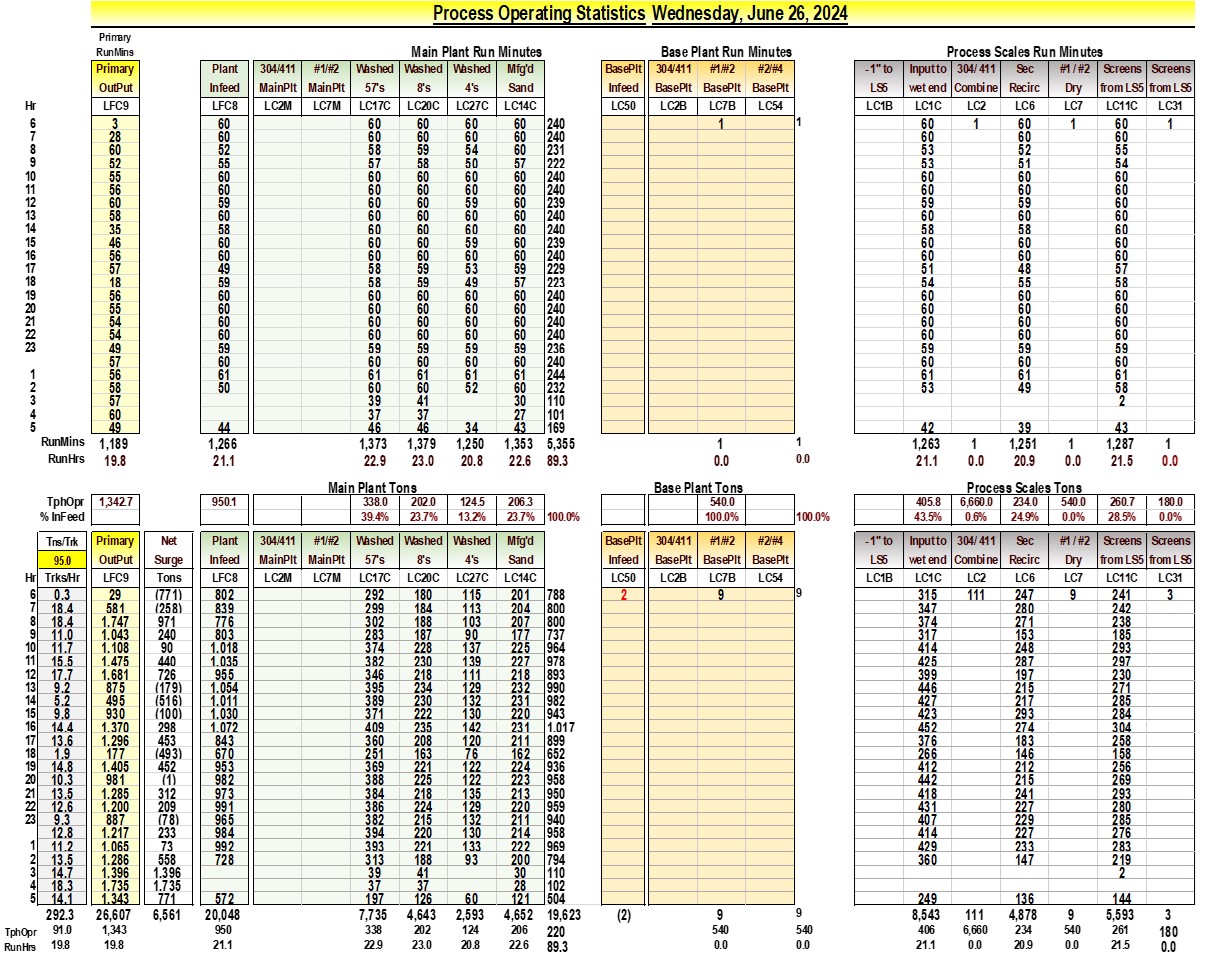 Process Operating Statistics Wednesday, June 26, 2024
Primary
RunMins Main Plant Run Minutes Base Plant Run Minutes Process Scales Run Minutes
Primary Plant 304/411 #1/#2 Washed Washed Washed Mfg'd BasePlt 304/411 #1/#2 #2/#4 -1" to Input to 304/ 411 Sec #1 / #2 Screens Screens
OutPut Infeed MainPlt MainPlt 57's 8's 4's Sand Infeed BasePlt BasePlt BasePlt LS5 wet end Combine Recirc Dry from LS5 from LS5
Hr LFC9 LFC8 LC2M LC7M LC17C LC20C LC27C LC14C LC50 LC2B LC7B LC54 LC1B LC1C LC2 LC6 LC7 LC11C LC31
6 3 60 60 60 60 60 240 1 1 60 1 60 1 60 1
7 28 60 60 60 60 60 240 60 60 60
8 60 52 58 59 54 60 231 53 52 55
9 52 55 57 58 50 57 222 53 51 54
10 55 60 60 60 60 60 240 60 60 60
11 56 60 60 60 60 60 240 60 60 60
12 60 59 60 60 59 60 239 59 59 60
13 58 60 60 60 60 60 240 60 60 60
14 35 58 60 60 60 60 240 58 58 60
15 46 60 60 60 59 60 239 60 60 60
16 56 60 60 60 60 60 240 60 60 60
17 57 49 58 59 53 59 229 51 48 57
18 18 59 58 59 49 57 223 54 55 58
19 56 60 60 60 60 60 240 60 60 60
20 55 60 60 60 60 60 240 60 60 60
21 54 60 60 60 60 60 240 60 60 60
22 54 60 60 60 60 60 240 60 60 60
23 49 59 59 59 59 59 236 59 59 59
57 60 60 60 60 60 240 60 60 60
1 56 61 61 61 61 61 244 61 61 61
2 58 50 60 60 52 60 232 53 49 58
3 57 39 41 30 110 2
4 60 37 37 27 101
5 49 44 46 46 34 43 169 42 39 43
RunMins 1,189 1,266 1,373 1,379 1,250 1,353 5,355 1 1 1,263 1 1,251 1 1,287 1
RunHrs 19.8 21.1 22.9 23.0 20.8 22.6 89.3 0.0 0.0 21.1 0.0 20.9 0.0 21.5 0.0
Main Plant Tons Base Plant Tons Process Scales Tons
TphOpr 1,342.7 950.1 338.0 202.0 124.5 206.3 540.0 405.8 6,660.0 234.0 540.0 260.7 180.0
% InFeed 39.4% 23.7% 13.2% 23.7% 100.0% 100.0% 100.0% 43.5% 0.6% 24.9% 0.0% 28.5% 0.0%
Tns/Trk Primary Net Plant 304/411 #1/#2 Washed Washed Washed Mfg'd BasePlt 304/411 #1/#2 #2/#4 -1" to Input to 304/ 411 Sec #1 / #2 Screens Screens
95.0 OutPut Surge Infeed MainPlt MainPlt 57's 8's 4's Sand Infeed BasePlt BasePlt BasePlt LS5 wet end Combine Recirc Dry from LS5 from LS5
Hr Trks/Hr LFC9 Tons LFC8 LC2M LC7M LC17C LC20C LC27C LC14C LC50 LC2B LC7B LC54 LC1B LC1C LC2 LC6 LC7 LC11C LC31
6 0.3 29 (771) 802 292 180 115 201 788 2 9 9 315 111 247 9 241 3
7 18.4 581 (258) 839 299 184 113 204 800 347 280 242
8 18.4 1.747 971 776 302 188 103 207 800 374 271 238
9 11.0 1.043 240 803 283 187 90 177 737 317 153 185
10 11.7 1.108 90 1.018 374 228 137 225 964 414 248 293
11 15.5 1.475 440 1.035 382 230 139 227 978 425 287 297
12 17.7 1.681 726 955 346 218 111 218 893 399 197 230
13 9.2 875 (179) 1.054 395 234 129 232 990 446 215 271
14 5.2 495 (516) 1.011 389 230 132 231 982 427 217 285
15 9.8 930 (100) 1.030 371 222 130 220 943 423 293 284
16 14.4 1.370 298 1.072 409 235 142 231 1.017 452 274 304
17 13.6 1.296 453 843 360 208 120 211 899 376 183 258
18 1.9 177 (493) 670 251 163 76 162 652 266 146 158
19 14.8 1.405 452 953 369 221 122 224 936 412 212 256
20 10.3 981 (1) 982 388 225 122 223 958 442 215 269
21 13.5 1.285 312 973 384 218 135 213 950 418 241 293
22 12.6 1.200 209 991 386 224 129 220 959 431 227 280
23 9.3 887 (78) 965 382 215 132 211 940 407 229 285
12.8 1.217 233 984 394 220 130 214 958 414 227 276
1 11.2 1.065 73 992 393 221 133 222 969 429 233 283
2 13.5 1.286 558 728 313 188 93 200 794 360 147 219
3 14.7 1.396 1.396 39 41 30 110 2
4 18.3 1.735 1.735 37 37 28 102
5 14.1 1.343 771 572 197 126 60 121 504 249 136 144
292.3 26,607 6,561 20,048 7,735 4,643 2,593 4,652 19,623 (2) 9 9 8,543 111 4,878 9 5,593 3
TphOpr 91.0 1,343 950 338 202 124 206 220 540 540 406 6,660 234 540 261 180
RunHrs 19.8 19.8 21.1 22.9 23.0 20.8 22.6 89.3 0.0 0.0 21.1 0.0 20.9 0.0 21.5 0.0